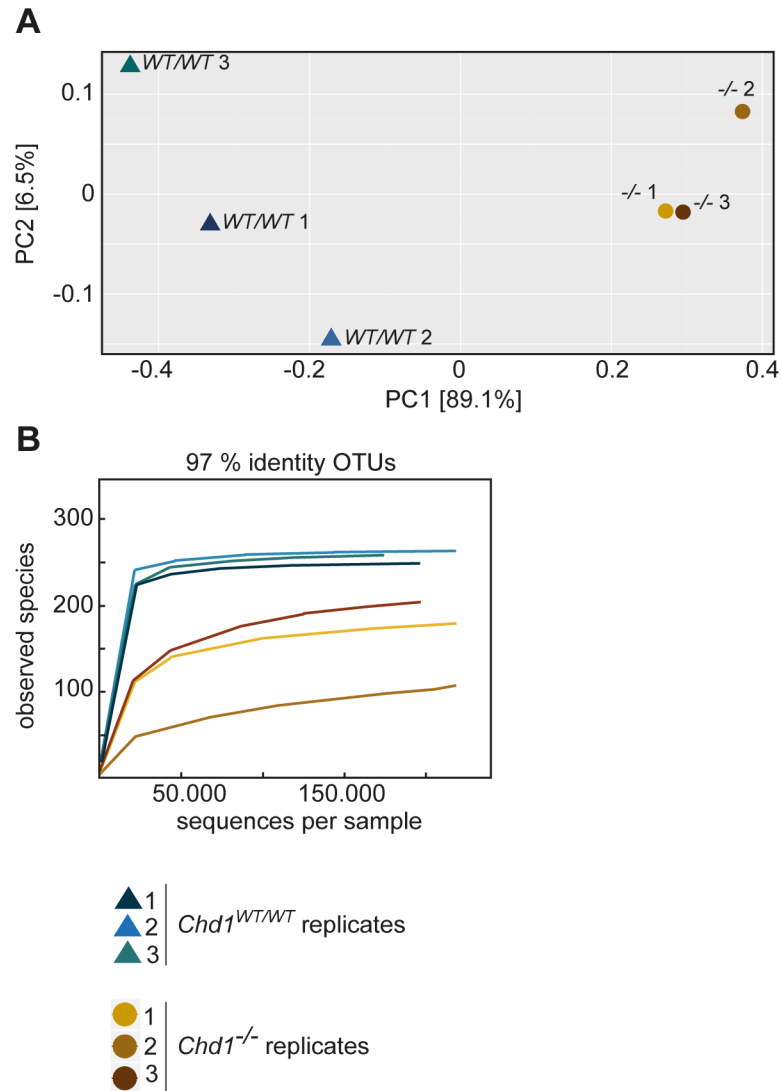 A
WT/WT 3
-/- 2
0.1
0
-/- 1
-/- 3
WT/WT 1
-0.1
WT/WT 2
PC2 [6.5%]
-0.4
-0.2
0
0.2
0.4
PC1 [89.1%]
B
97 % identity OTUs
300
200
100
observed species
50.000
150.000
sequences per sample
1
2
3
Chd1WT/WT replicates
1
2
3
Chd1-/- replicates